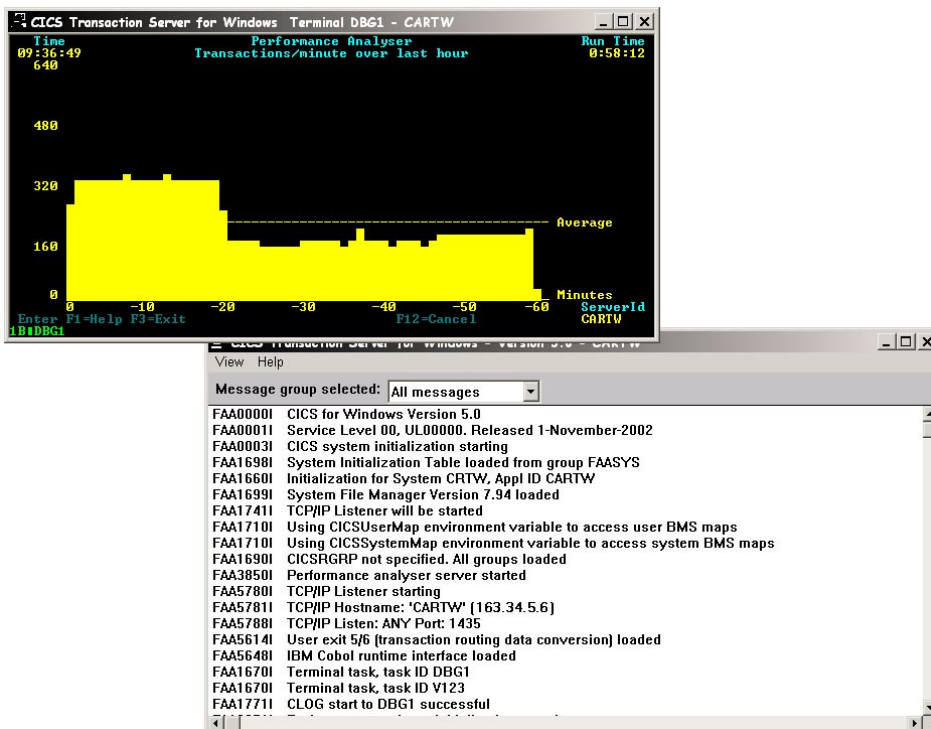 CICS Transaction Server for Windows Terminal DBG1 - CARTW
Time Performance Analyser Run Time
09:36:49 Transactions/minute over last hour 0:58:12
640
480
320
Average
160
0 Minutes
0 -10 -20 -30 -40 -50 -60 ServerId
Enter F1=Help F3=Exit F12=Cancel CARTW
1B DBG1
CICS Transaction Server for Windows - Version 5.0 - CARTW
View Help
Message group selected: All messages
FAA0000I CICS for Windows Version 5.0
FAA0001I Service Level 00, UL00000. Released 1-November-2002
FAA0003I CICS system initialization starting
FAA1698I System Initialization Table loaded from group FAASYS
FAA1660I Initialization for System CRTW, Appl ID CARTW
FAA1699I System File Manager Version 7.94 loaded
FAA1741I TCP/IP Listener will be started
FAA1710I Using CICSUserMap environment variable to access user BMS maps
FAA1710I Using CICSSystemMap environment variable to access system BMS maps
FAA1690I CICSRGRP not specified. All groups loaded
FAA3850I Performance analyser server started
FAA5780I TCP/IP Listener starting
FAA5781I TCP/IP Hostname: 'CARTW' (163.34.5.6)
FAA5788I TCP/IP Listen: ANY Port: 1435
FAA5614I User exit 5/6 (transaction routing data conversion) loaded
FAA5648I IBM Cobol runtime interface loaded
FAA1670I Terminal task, task ID DBG1
FAA1670I Terminal task, task ID V123
FAA1771I CLOG start to DBG1 successful